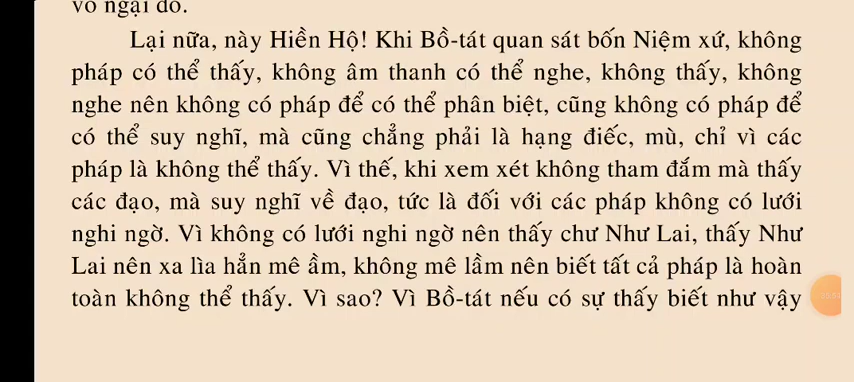 vô ngại đó.
Lại nữa, này Hiền Hộ! Khi Bồ-tát quan sát bốn Niệm xứ, không
pháp có thể thấy, không âm thanh có thể nghe, không thấy, không
nghe nên không có pháp để có thể phân biệt, cũng không có pháp để
có thể suy nghĩ, mà cũng chẳng phải là hạng điếc, mù, chỉ vì các
pháp là không thể thấy. Vì thế, khi xem xét không tham đắm mà thấy
các đạo, mà suy nghĩ về đạo, tức là đối với các pháp không có lưới
nghi ngờ. Vì không có lưới nghi ngờ nên thấy chư Như Lai, thấy Như
Lai nên xa lìa hẳn mê ầm, không mê lầm nên biết tất cả pháp là hoàn
toàn không thể thấy. Vì sao? Vì Bồ-tát nếu có sự thấy biết như vậy